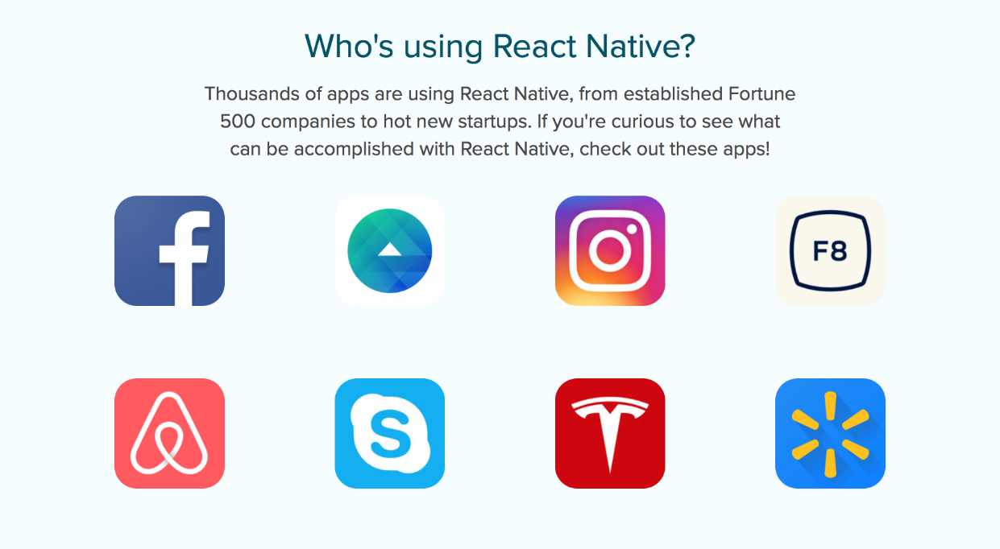 Who's using React Native?
Thousands of apps are using React Native, from established Fortune
500 companies to hot new startups. If you're curious to see what
can be accomplished with React Native, check out these apps!
f
F8
S
T